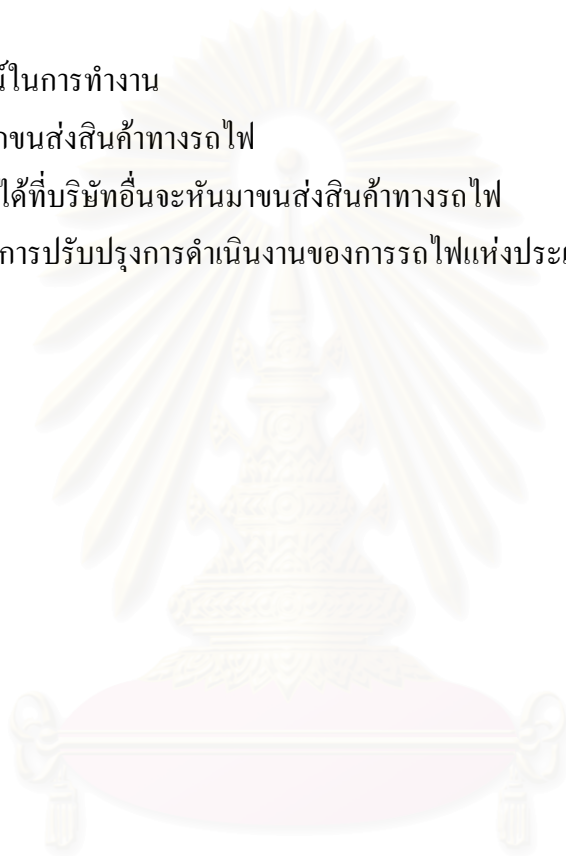 ในการทำงาน
ขนส่งสินค้าทางรถไฟ
ได้ที่บริษัทอื่นจะหันมาขนส่งสินค้าทางรถไฟ
การปรับปรุงการดำเนินงานของการรถไฟแห่ง